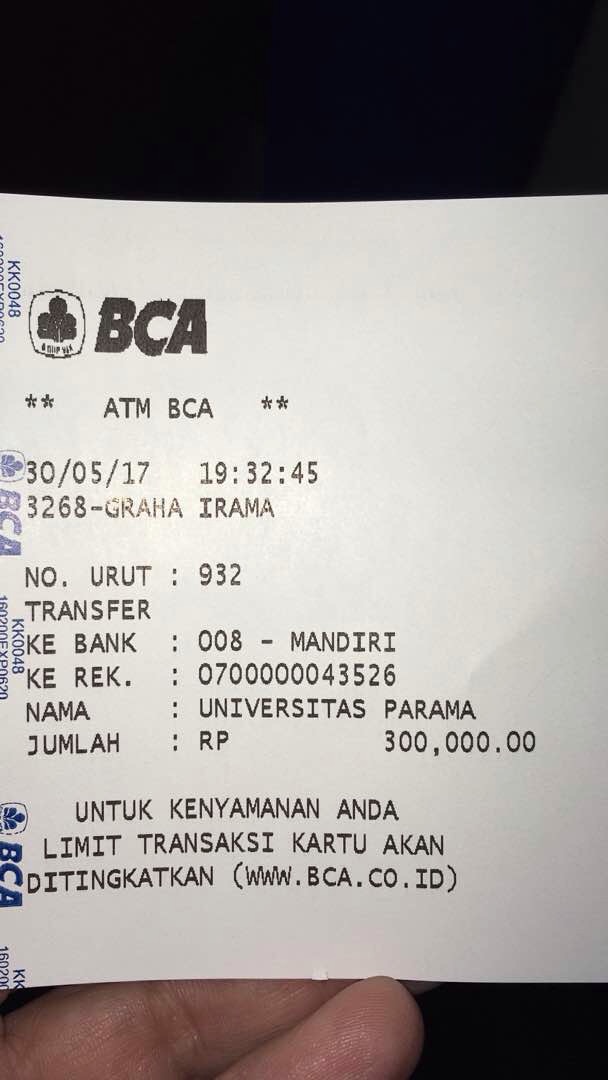 BCA
** ATM BCA **
30/05/17 19:32:45
3268-GRAHA IRAMA
NO. URUT : 932
TRANSFER
KE BANK : 008 - MANDIRI
KE REK. : 0700000043526
NAMA : UNIVERSITAS PARAMA
JUMLAH : RP 300,000.00
UNTUK KENYAMANAN ANDA
LIMIT TRANSAKSI KARTU AKAN
DITINGKATKAN (WWW.BCA.CO.ID)
KK0048
BCA
KK0048
160200EXP0620
BCA